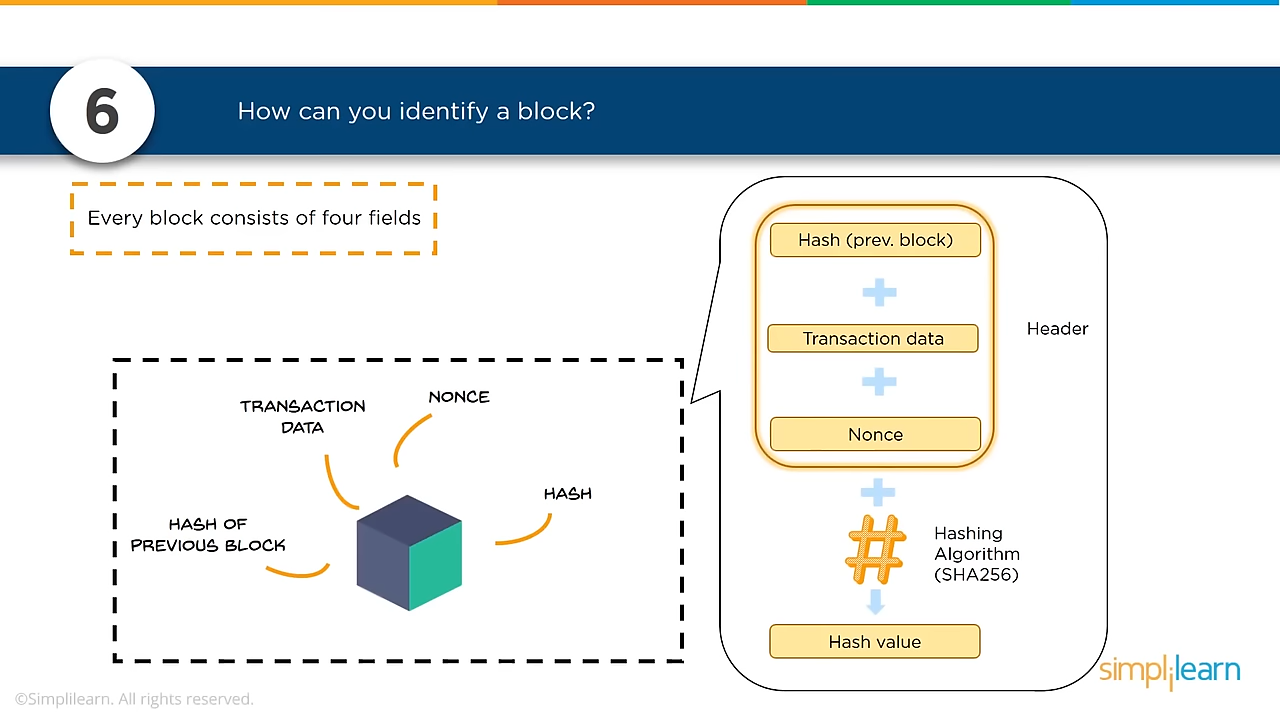 6
How can you identify a block?
Every block consists of four fields
TRANSACTION
DATA
NONCE
HASH
HASH OF
PREVIOUS BLOCK
Hash (prev. block)
Transaction data
Nonce
Header
#
Hashing
Algorithm
(SHA256)
Hash value
simplilearn
©Simplilearn. All rights reserved.